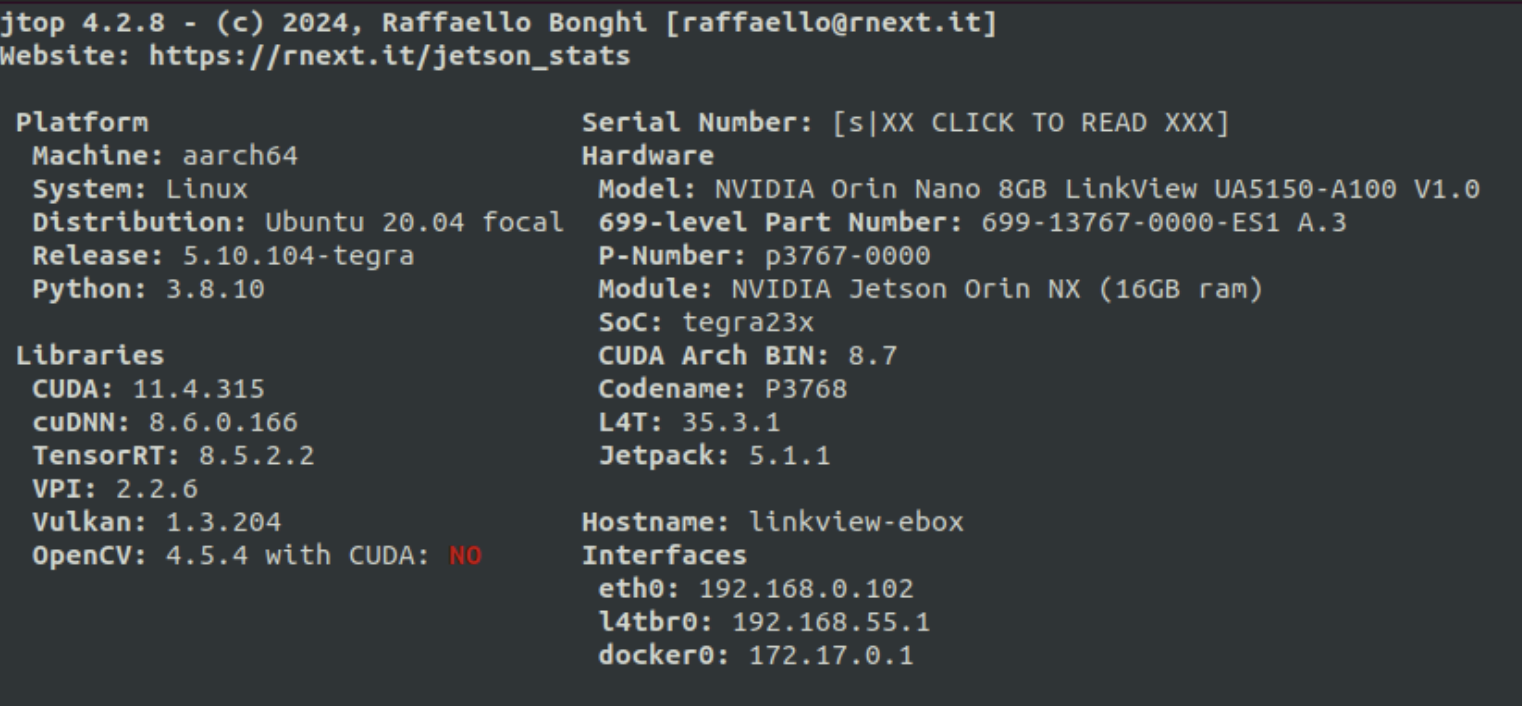 jtop 4.2.8 - (c) 2024, Raffaello Bonghi [raffaello@rnext.it]
Website: https://rnext.it/jetson_stats
Platform
Machine: aarch64
System: Linux
Distribution: Ubuntu 20.04 focal
Release: 5.10.104-tegra
Python: 3.8.10
Libraries
CUDA: 11.4.315
cuDNN: 8.6.0.166
TensorRT: 8.5.2.2
VPI: 2.2.6
Vulkan: 1.3.204
OpenCV: 4.5.4 with CUDA: NO
Serial Number: [s|XX CLICK TO READ XXX]
Hardware
Model: NVIDIA Orin Nano 8GB LinkView UA5150-A100 V1.0
699-level Part Number: 699-13767-0000-ES1 A.3
P-Number: p3767-0000
Module: NVIDIA Jetson Orin NX (16GB ram)
SoC: tegra23x
CUDA Arch BIN: 8.7
Codename: P3768
L4T: 35.3.1
Jetpack: 5.1.1
Hostname: linkview-ebox
Interfaces
eth0: 192.168.0.102
l4tbr0: 192.168.55.1
docker0: 172.17.0.1